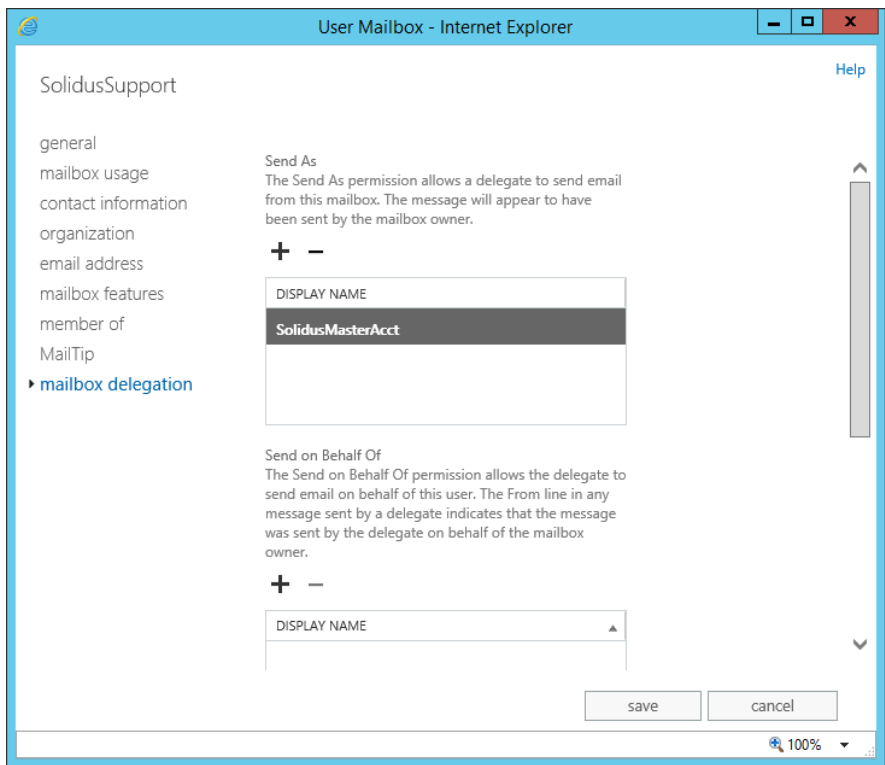 User Mailbox - Internet Explorer
Help
SolidusSupport
general
mailbox usage
contact information
organization
email address
mailbox features
member of
MailTip
mailbox delegation
Send As
The Send As permission allows a delegate to send email
from this mailbox. The message will appear to have
been sent by the mailbox owner.
DISPLAY NAME
SolidusMasterAcct
Send on Behalf Of
The Send on Behalf Of permission allows the delegate to
send email on behalf of this user. The From line in any
message sent by a delegate indicates that the message
was sent by the delegate on behalf of the mailbox
owner.
DISPLAY NAME
save
cancel
100%